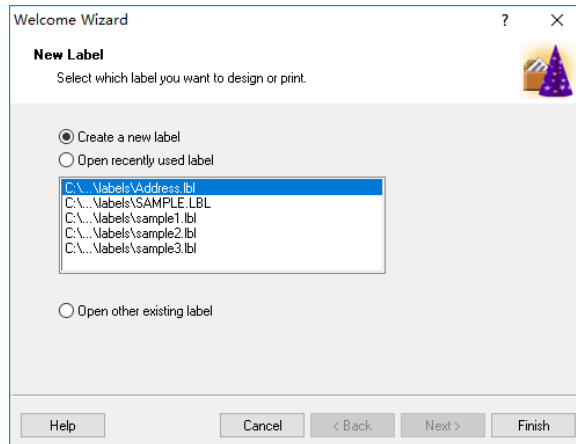 Welcome Wizard
New Label
Select which label you want to design or print.
Create a new label
Open recently used label
C:\...\labels\Address.lbl
C:\...\labels\SAMPLE.LBL
C:\...\labels\sample1.lbl
C:\...\labels\sample2.lbl
C:\...\labels\sample3.lbl
Open other existing label
Help Cancel < Back Next > Finish